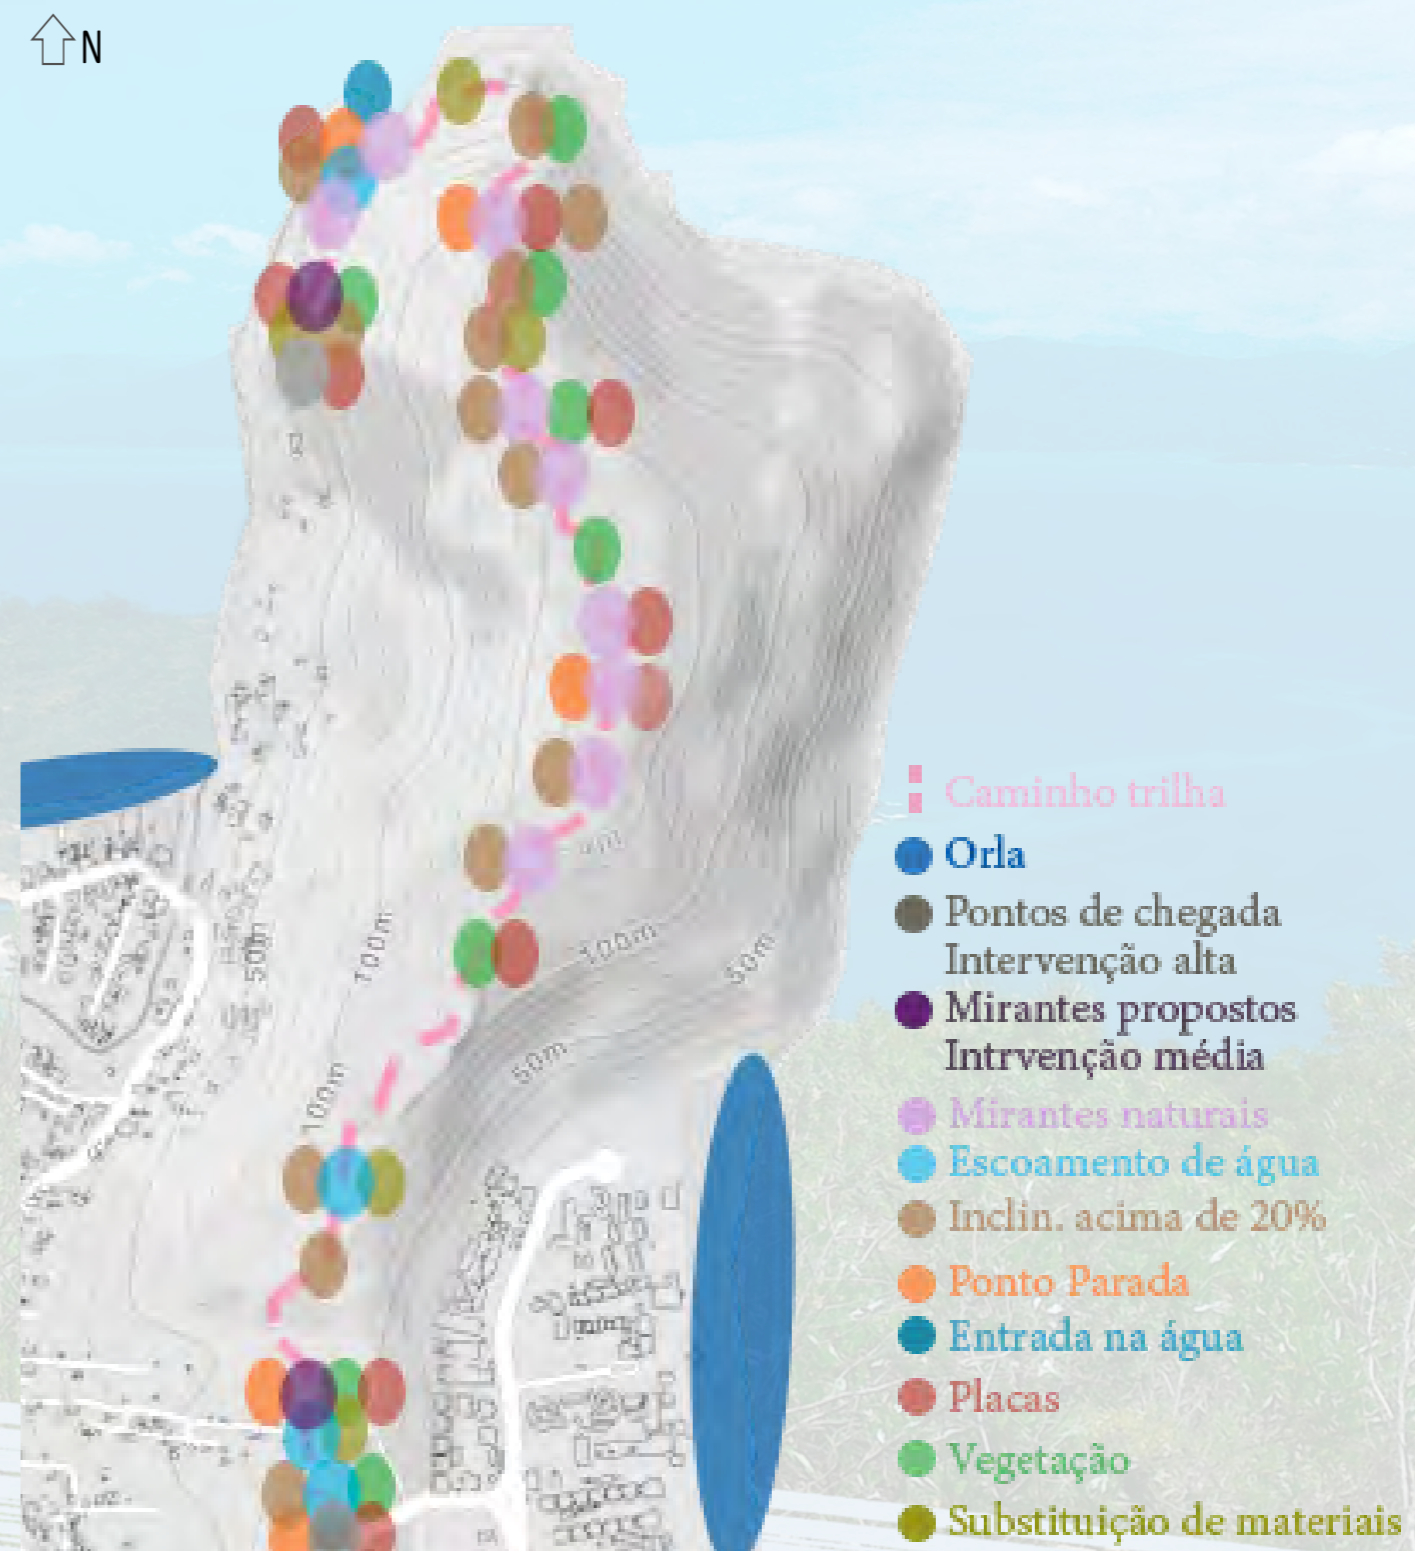 N
50m
100m
100m
50m
100m
50m
Caminho trilha
Orla
Pontos de chegada
Intervenção alta
Mirantes propostos
Intrvenção média
Mirantes naturais
Escoamento de água
Inclin. acima de 20%
Ponto Parada
Entrada na água
Placas
Vegetação
Substituição de materiais